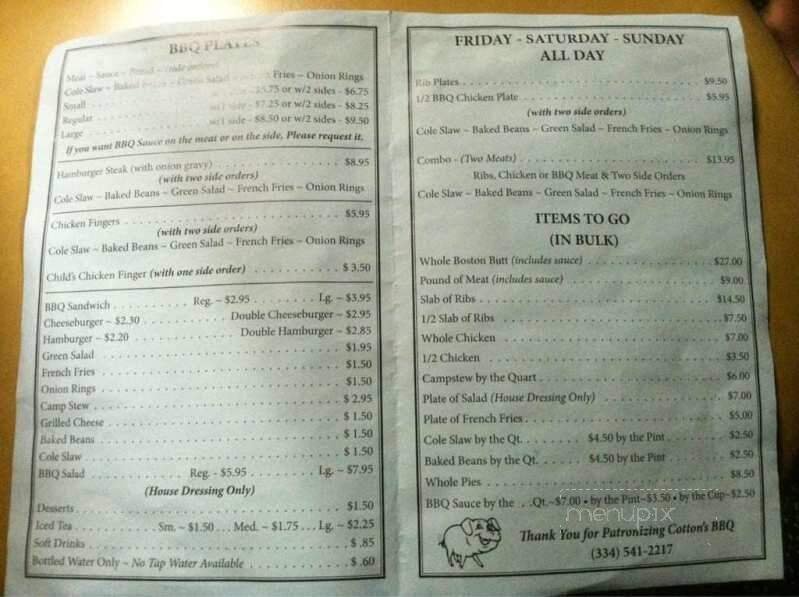 BBQ PLATES
Meat ~ Sauce ~ Bread ~ (side orders)
Cole Slaw ~ Baked Beans ~ Green Salad ~ French Fries ~ Onion Rings
Small w/1 side - $5.75 or w/2 sides - $6.75
Regular w/1 side - $7.25 or w/2 sides - $8.25
Large w/1 side - $8.50 or w/2 sides - $9.50
If you want BBQ Sauce on the meat or on the side, Please request it.
Hamburger Steak (with onion gravy) $8.95
(with two side orders)
Cole Slaw ~ Baked Beans ~ Green Salad ~ French Fries ~ Onion Rings
Chicken Fingers $5.95
(with two side orders)
Cole Slaw ~ Baked Beans ~ Green Salad ~ French Fries ~ Onion Rings
Child's Chicken Finger (with one side order) $ 3.50
BBQ Sandwich Reg. ~ $2.95 Lg. ~ $3.95
Cheeseburger ~ $2.30 Double Cheeseburger ~ $2.95
Hamburger ~ $2.20 Double Hamburger ~ $2.85
Green Salad $1.95
French Fries $1.50
Onion Rings $1.50
Camp Stew $ 2.95
Grilled Cheese $ 1.50
Baked Beans $ 1.50
Cole Slaw $ 1.50
BBQ Salad Reg. - $5.95 Lg. ~ $7.95
(House Dressing Only)
Desserts $1.50
Iced Tea Sm. ~ $1.50 Med. ~ $1.75 Lg. ~ $2.25
Soft Drinks $ .85
Bottled Water Only ~ No Tap Water Available $ .60
FRIDAY - SATURDAY - SUNDAY
ALL DAY
Rib Plates $9.50
1/2 BBQ Chicken Plate $5.95
(with two side orders)
Cole Slaw ~ Baked Beans ~ Green Salad ~ French Fries ~ Onion Rings
Combo - (Two Meats) $13.95
Ribs, Chicken or BBQ Meat & Two Side Orders
Cole Slaw ~ Baked Beans ~ Green Salad ~ French Fries ~ Onion Rings
ITEMS TO GO
(IN BULK)
Whole Boston Butt (includes sauce) $27.00
Pound of Meat (includes sauce) $9.00
Slab of Ribs $14.50
1/2 Slab of Ribs $7.50
Whole Chicken $7.00
1/2 Chicken $3.50
Campstew by the Quart $6.00
Plate of Salad (House Dressing Only) $7.00
Plate of French Fries $5.00
Cole Slaw by the Qt. $4.50 by the Pint $2.50
Baked Beans by the Qt. $4.50 by the Pint $2.50
Whole Pies $8.50
BBQ Sauce by the Qt.~$7.00 • by the Pint~$3.50 • by the Cup~$2.50
menupix
Thank You for Patronizing Cotton's BBQ
(334) 541-2217